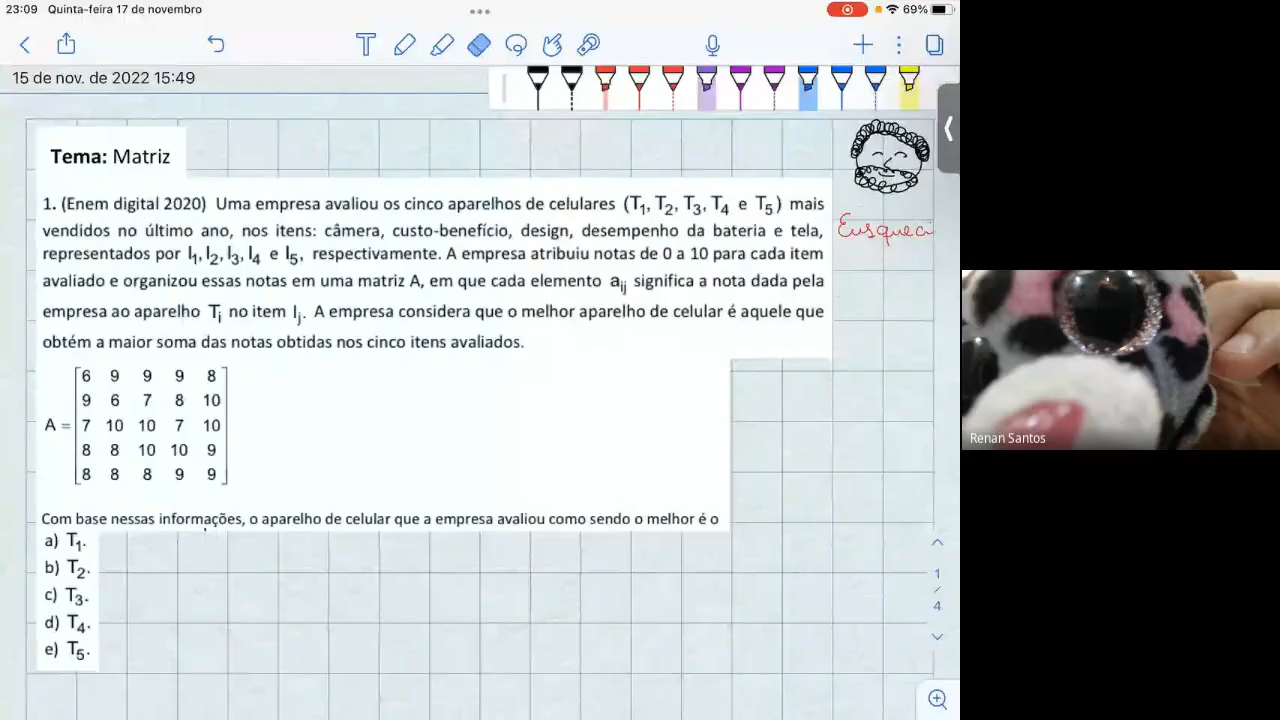 23:09 Quinta-feira 17 de novembro
69%
15 de nov. de 2022 15:49
Tema: Matriz
1. (Enem digital 2020) Uma empresa avaliou os cinco aparelhos de celulares (T1, T2, T3, T4 e T5) mais
vendidos no último ano, nos itens: câmera, custo-benefício, design, desempenho da bateria e tela,
representados por I1, I2, I3, I4 e I5, respectivamente. A empresa atribuiu notas de 0 a 10 para cada item
avaliado e organizou essas notas em uma matriz A, em que cada elemento aij significa a nota dada pela
empresa ao aparelho Ti no item Ij. A empresa considera que o melhor aparelho de celular é aquele que
obtém a maior soma das notas obtidas nos cinco itens avaliados.
6 9 9 9 8
9 6 7 8 10
A = 7 10 10 7 10
8 8 10 10 9
8 8 8 9 9
Com base nessas informações, o aparelho de celular que a empresa avaliou como sendo o melhor é o
a) T1.
b) T2.
c) T3.
d) T4.
e) T5.
Eusqueci
1
/
4
Renan Santos